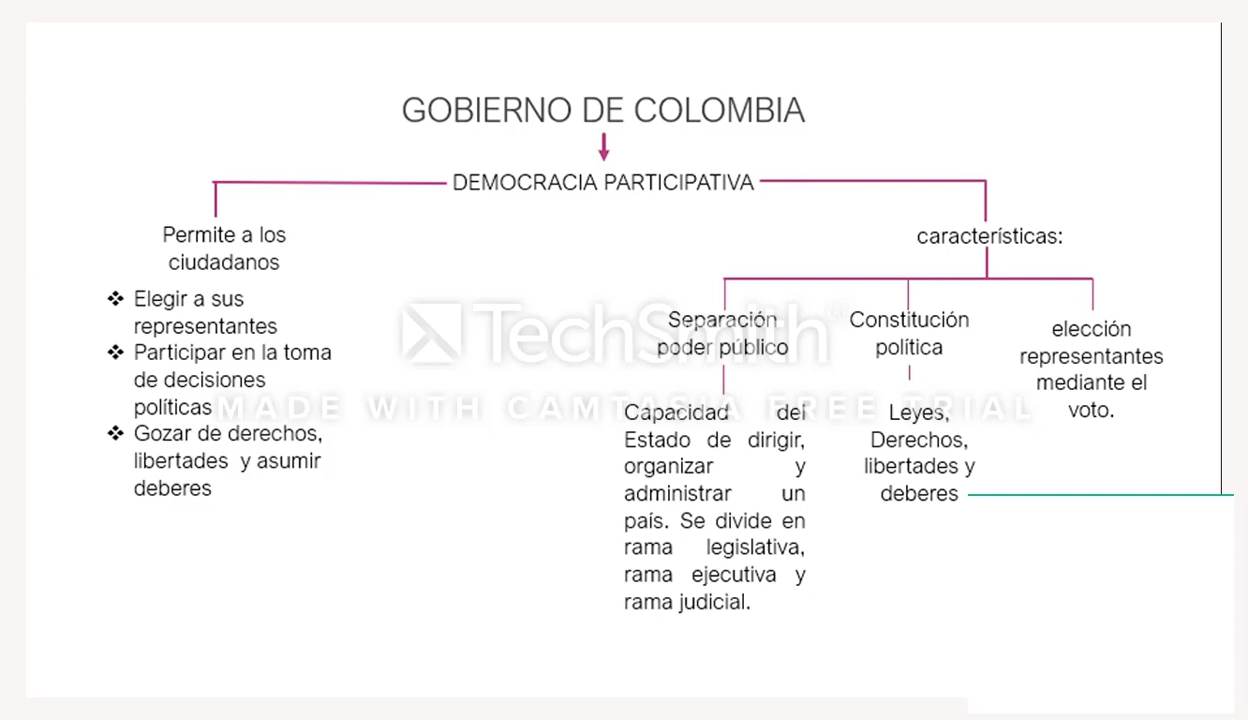 GOBIERNO DE COLOMBIA
DEMOCRACIA PARTICIPATIVA
Permite a los
ciudadanos
❖ Elegir a sus
representantes
❖ Participar en la toma
de decisiones
políticas
❖ Gozar de derechos,
libertades y asumir
deberes
características:
Separación
poder público
Capacidad del
Estado de dirigir,
organizar y
administrar un
país. Se divide en
rama legislativa,
rama ejecutiva y
rama judicial.
Constitución
política
Leyes,
Derechos,
libertades y
deberes
elección
representantes
mediante el
voto.
TechSmith®
MADE WITH CAMTASIA FREE TRIAL